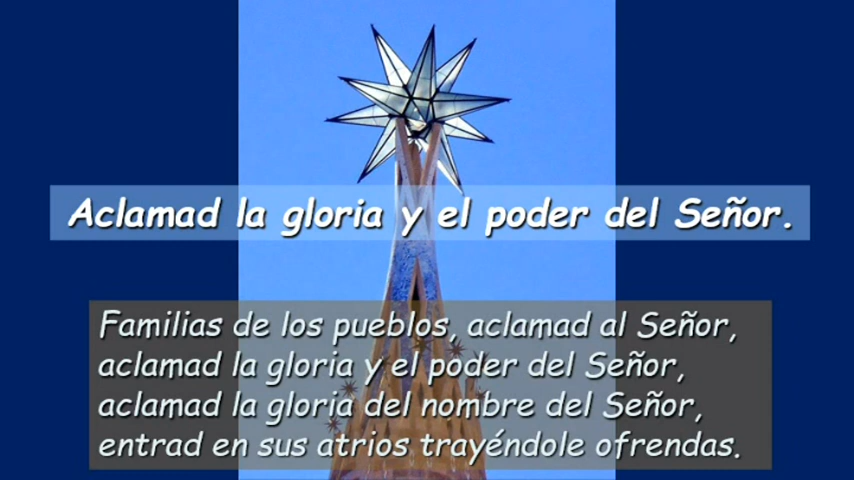 Aclamad la gloria y el poder del Señor.
Familias de los pueblos, aclamad al Señor,
aclamad la gloria y el poder del Señor,
aclamad la gloria del nombre del Señor,
entrad en sus atrios trayéndole ofrendas.